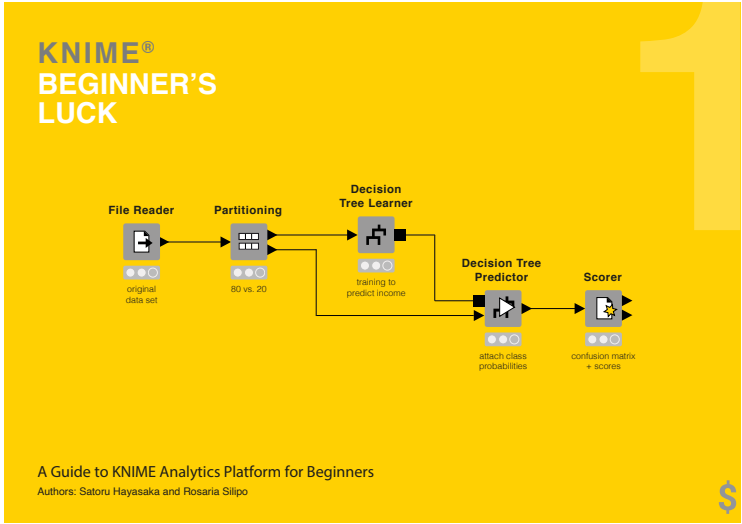 1
KNIME®
BEGINNER'S
LUCK
Decision
Tree Learner
File Reader
Partitioning
training to
predict income
original
data set
80 vs. 20
Decision Tree
Predictor
Scorer
attach class
probabilities
confusion matrix
+ scores
A Guide to KNIME Analytics Platform for Beginners
Authors: Satoru Hayasaka and Rosaria Silipo
$